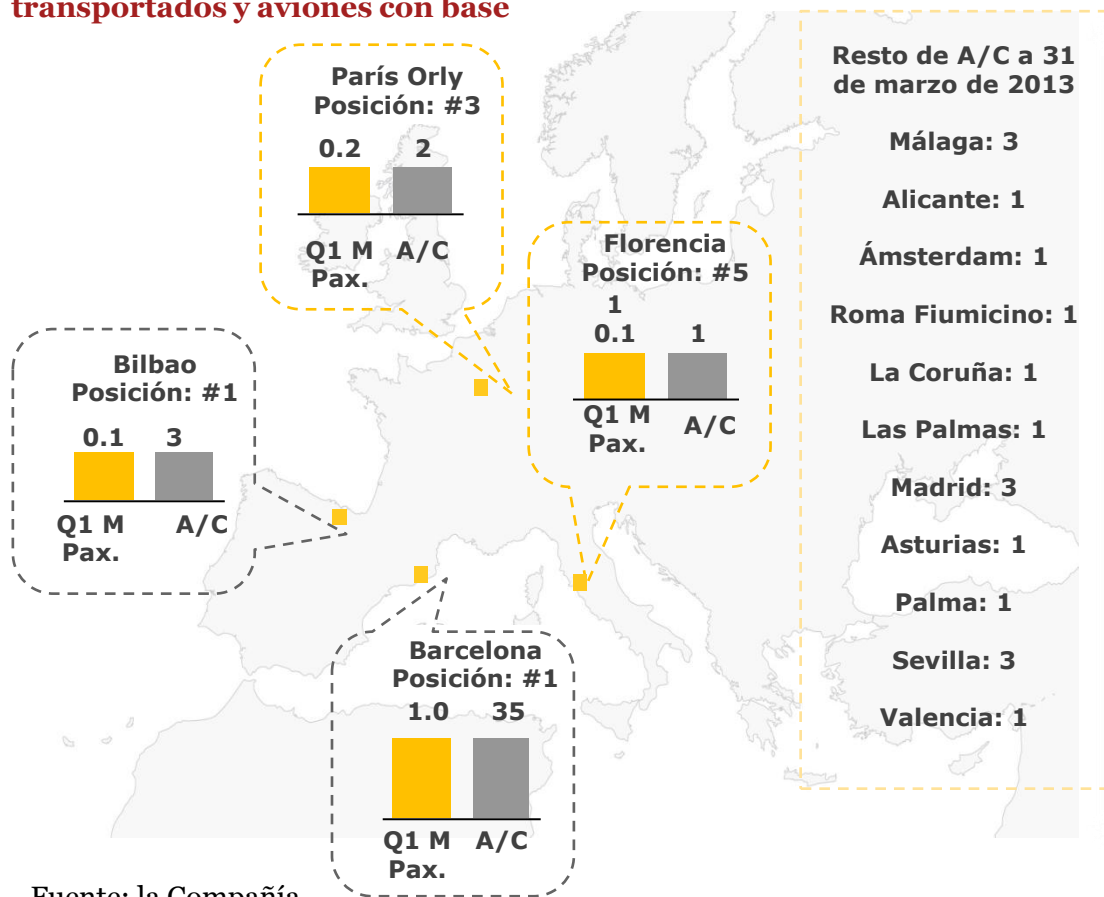 transportados y aviones con base
París Orly
Posición: #3
0.2 2
Q1 M A/C
Pax.
Florencia
Posición: #5
1
0.1 1
Q1 M A/C
Pax.
Bilbao
Posición: #1
0.1 3
Q1 M A/C
Pax.
Barcelona
Posición: #1
1.0 35
Q1 M A/C
Pax.
Resto de A/C a 31
de marzo de 2013
Málaga: 3
Alicante: 1
Ámsterdam: 1
Roma Fiumicino: 1
La Coruña: 1
Las Palmas: 1
Madrid: 3
Asturias: 1
Palma: 1
Sevilla: 3
Valencia: 1
Fuente: la Compañía